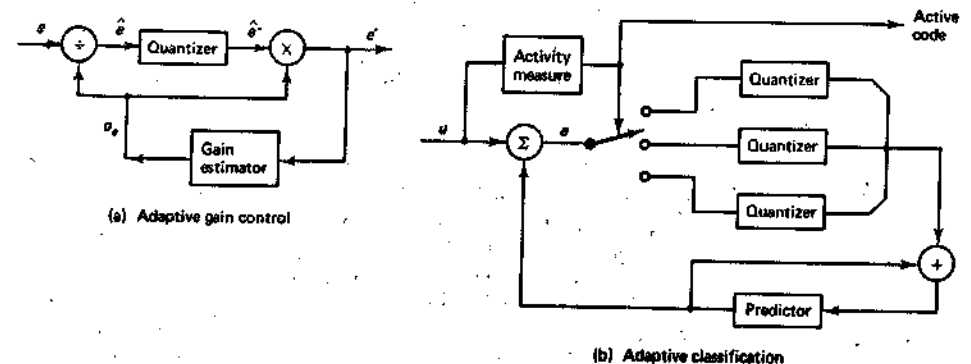 e
÷
ê
Quantizer
ê˙
×
e˙
σₑ
Gain
estimator
(a) Adaptive gain control
Active
code
Activity
measure
u
Σ
e
Quantizer
Quantizer
Quantizer
+
Predictor
(b) Adaptive classification